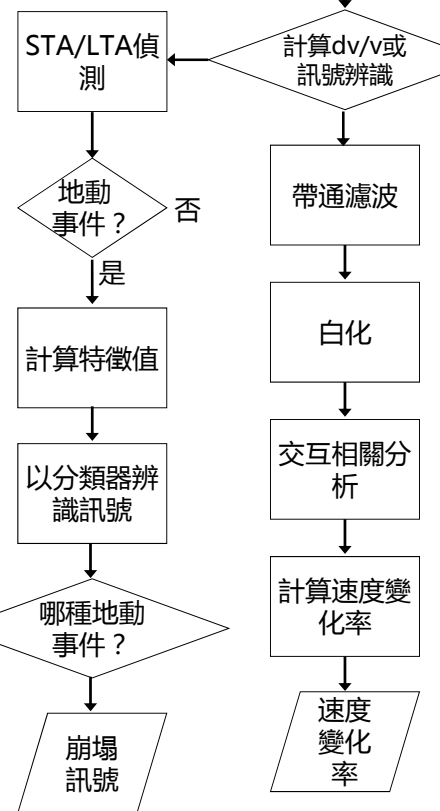 STA/LTA偵
測
計算dv/v或
訊號辨識
地動
事件？
否
是
計算特徵值
以分類器辨
識訊號
哪種地動
事件？
崩塌
訊號
帶通濾波
白化
交互相關分
析
計算速度變
化率
速度
變化
率